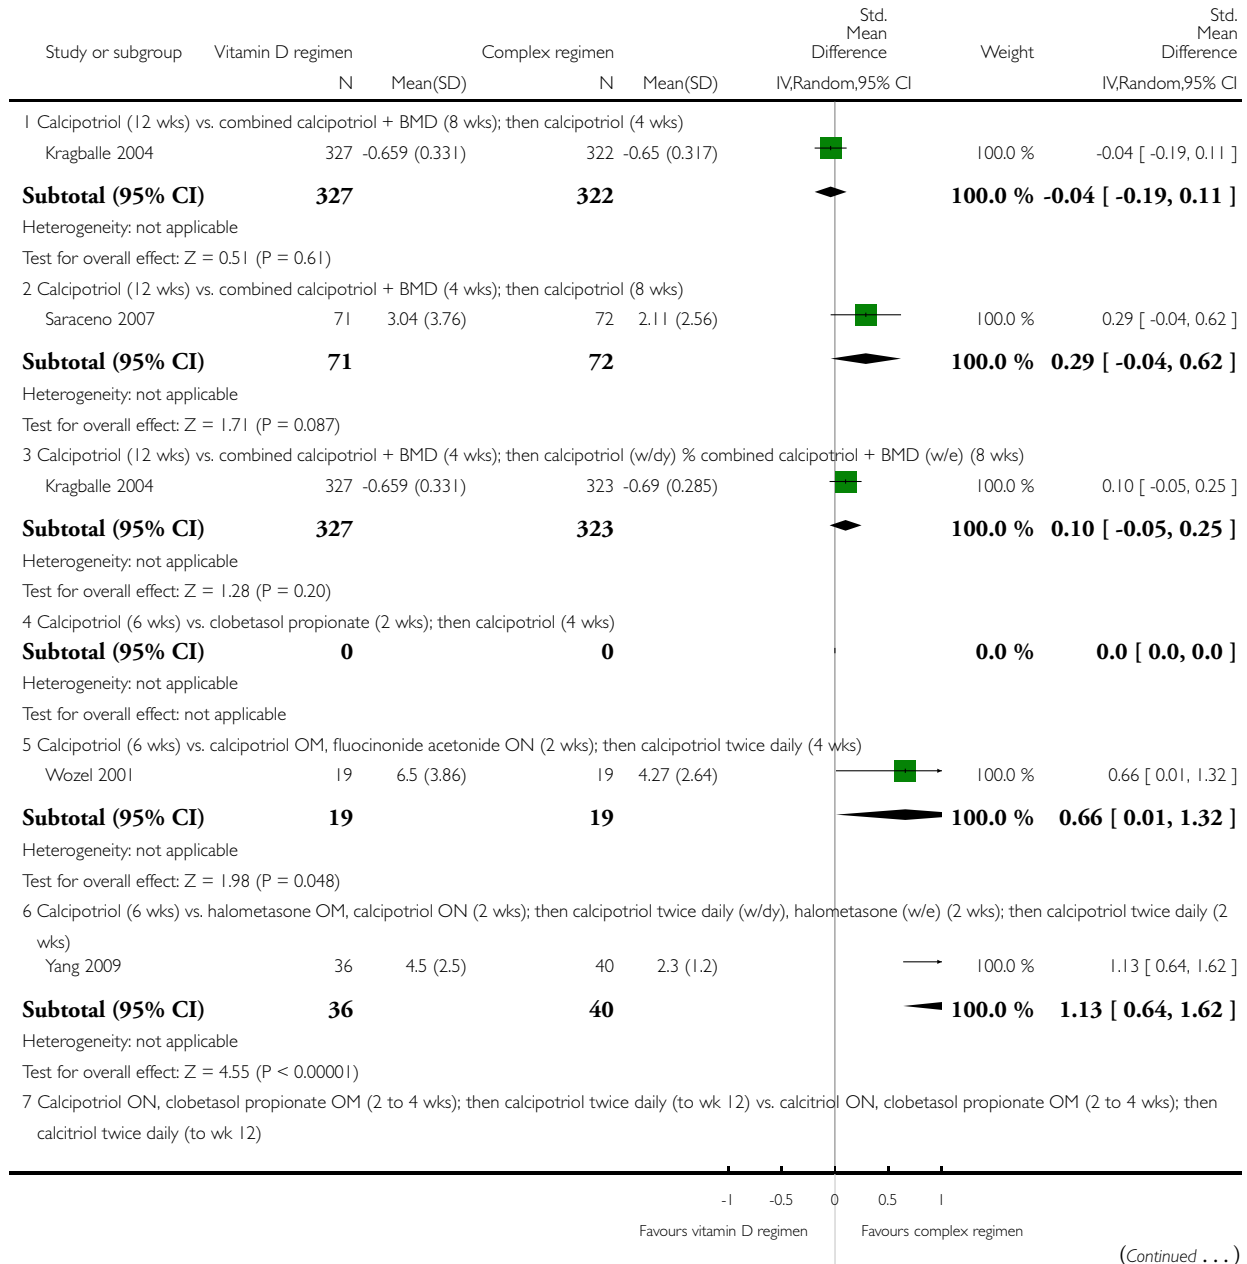 Std.
Mean
Difference
Std.
Mean
Difference
Study or subgroup Vitamin D regimen Complex regimen Weight
N Mean(SD) N Mean(SD) IV,Random,95% CI IV,Random,95% CI
1 Calcipotriol (12 wks) vs. combined calcipotriol + BMD (8 wks); then calcipotriol (4 wks)
Kragballe 2004 327 -0.659 (0.331) 322 -0.65 (0.317) 100.0 % -0.04 [ -0.19, 0.11 ]
Subtotal (95% CI) 327 322 100.0 % -0.04 [ -0.19, 0.11 ]
Heterogeneity: not applicable
Test for overall effect: Z = 0.51 (P = 0.61)
2 Calcipotriol (12 wks) vs. combined calcipotriol + BMD (4 wks); then calcipotriol (8 wks)
Saraceno 2007 71 3.04 (3.76) 72 2.11 (2.56) 100.0 % 0.29 [ -0.04, 0.62 ]
Subtotal (95% CI) 71 72 100.0 % 0.29 [ -0.04, 0.62 ]
Heterogeneity: not applicable
Test for overall effect: Z = 1.71 (P = 0.087)
3 Calcipotriol (12 wks) vs. combined calcipotriol + BMD (4 wks); then calcipotriol (w/dy) % combined calcipotriol + BMD (w/e) (8 wks)
Kragballe 2004 327 -0.659 (0.331) 323 -0.69 (0.285) 100.0 % 0.10 [ -0.05, 0.25 ]
Subtotal (95% CI) 327 323 100.0 % 0.10 [ -0.05, 0.25 ]
Heterogeneity: not applicable
Test for overall effect: Z = 1.28 (P = 0.20)
4 Calcipotriol (6 wks) vs. clobetasol propionate (2 wks); then calcipotriol (4 wks)
Subtotal (95% CI) 0 0 0.0 % 0.0 [ 0.0, 0.0 ]
Heterogeneity: not applicable
Test for overall effect: not applicable
5 Calcipotriol (6 wks) vs. calcipotriol OM, fluocinonide acetonide ON (2 wks); then calcipotriol twice daily (4 wks)
Wozel 2001 19 6.5 (3.86) 19 4.27 (2.64) 100.0 % 0.66 [ 0.01, 1.32 ]
Subtotal (95% CI) 19 19 100.0 % 0.66 [ 0.01, 1.32 ]
Heterogeneity: not applicable
Test for overall effect: Z = 1.98 (P = 0.048)
6 Calcipotriol (6 wks) vs. halometasone OM, calcipotriol ON (2 wks); then calcipotriol twice daily (w/dy), halometasone (w/e) (2 wks); then calcipotriol twice daily (2
wks)
Yang 2009 36 4.5 (2.5) 40 2.3 (1.2) 100.0 % 1.13 [ 0.64, 1.62 ]
Subtotal (95% CI) 36 40 100.0 % 1.13 [ 0.64, 1.62 ]
Heterogeneity: not applicable
Test for overall effect: Z = 4.55 (P < 0.00001)
7 Calcipotriol ON, clobetasol propionate OM (2 to 4 wks); then calcipotriol twice daily (to wk 12) vs. calcitriol ON, clobetasol propionate OM (2 to 4 wks); then
calcitriol twice daily (to wk 12)
-1 -0.5 0 0.5 1
Favours vitamin D regimen Favours complex regimen
(Continued . . . )